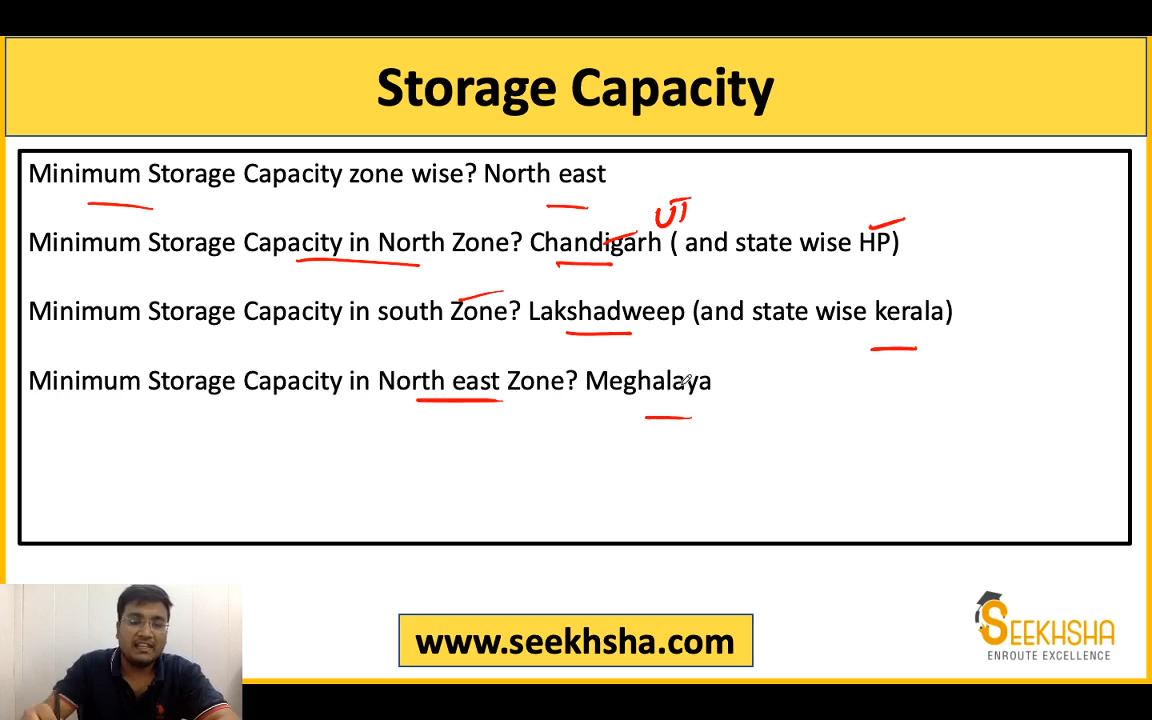 Storage Capacity
Minimum Storage Capacity zone wise? North east
UT
Minimum Storage Capacity in North Zone? Chandigarh ( and state wise HP)
Minimum Storage Capacity in south Zone? Lakshadweep (and state wise kerala)
Minimum Storage Capacity in North east Zone? Meghalaya
www.seekhsha.com
SEEKHSHA
ENROUTE EXCELLENCE